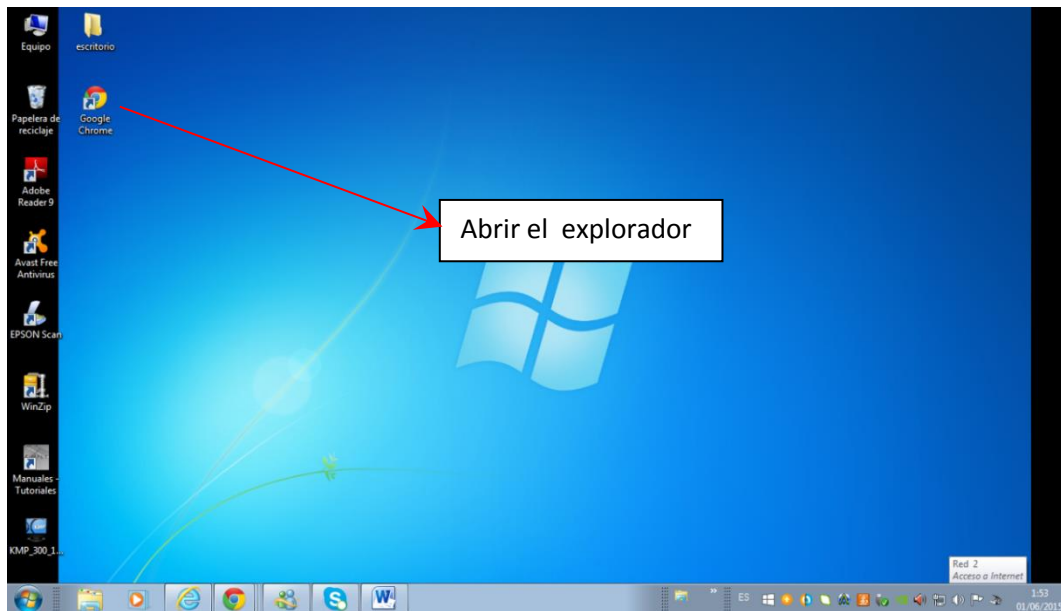 Equipo
escritorio
Papelera de
reciclaje
Google
Chrome
Adobe
Reader 9
Abrir el  explorador
Avast Free
Antivirus
EPSON Scan
WinZip
Manuales -
Tutoriales
KMP_300_1...
Red 2
Acceso a Internet
ES
1:53